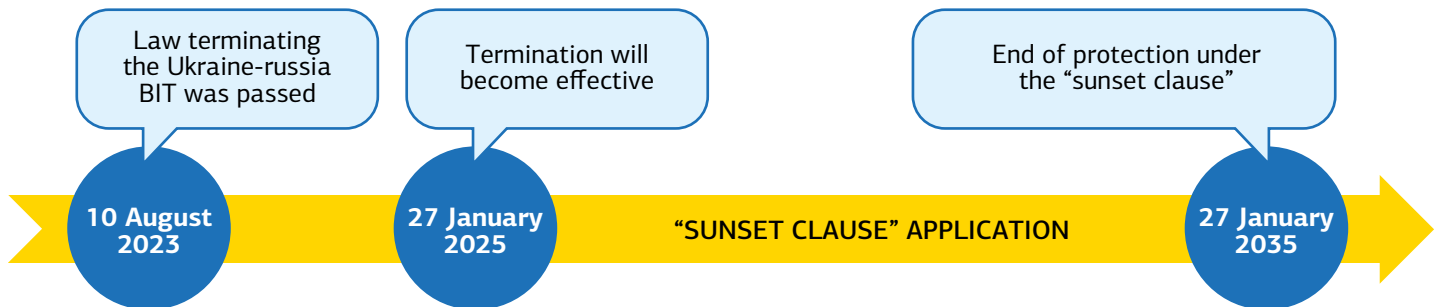 Law terminating
the Ukraine-russia
BIT was passed
Termination will
become effective
End of protection under
the “sunset clause”
10 August
2023
27 January
2025
“SUNSET CLAUSE” APPLICATION
27 January
2035